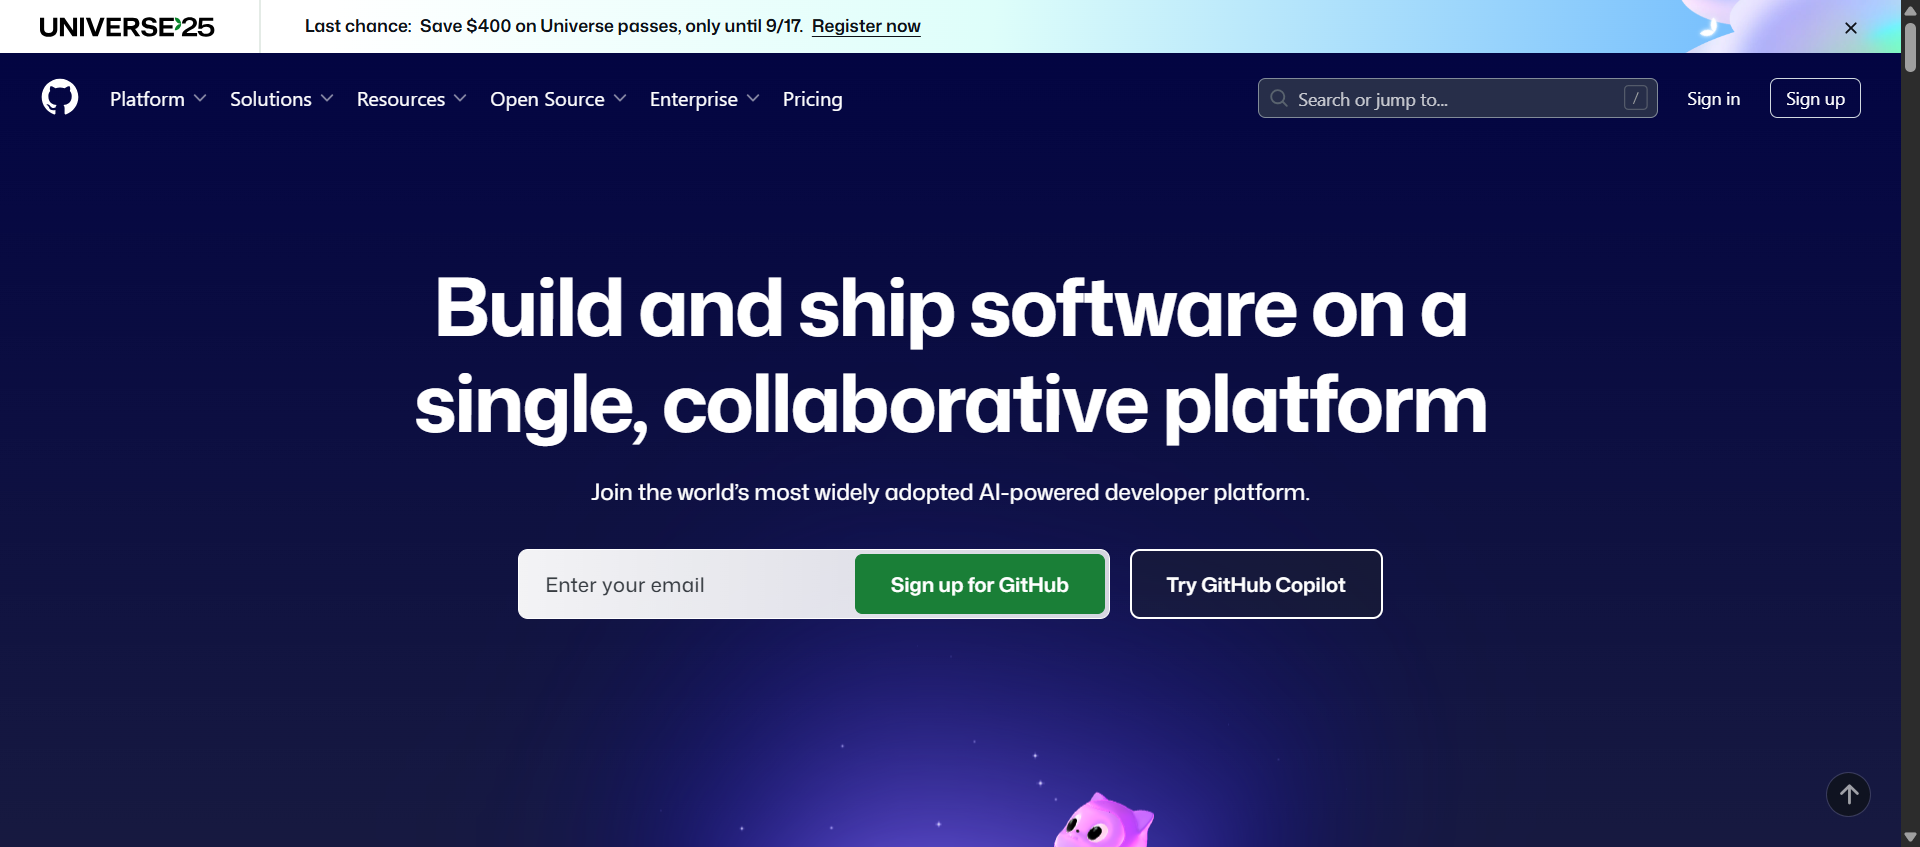 UNIVERSE'25
Last chance: Save $400 on Universe passes, only until 9/17. Register now
Platform Solutions Resources Open Source Enterprise Pricing
Search or jump to... /
Sign in
Sign up
Build and ship software on a
single, collaborative platform
Join the world’s most widely adopted AI-powered developer platform.
Enter your email
Sign up for GitHub
Try GitHub Copilot